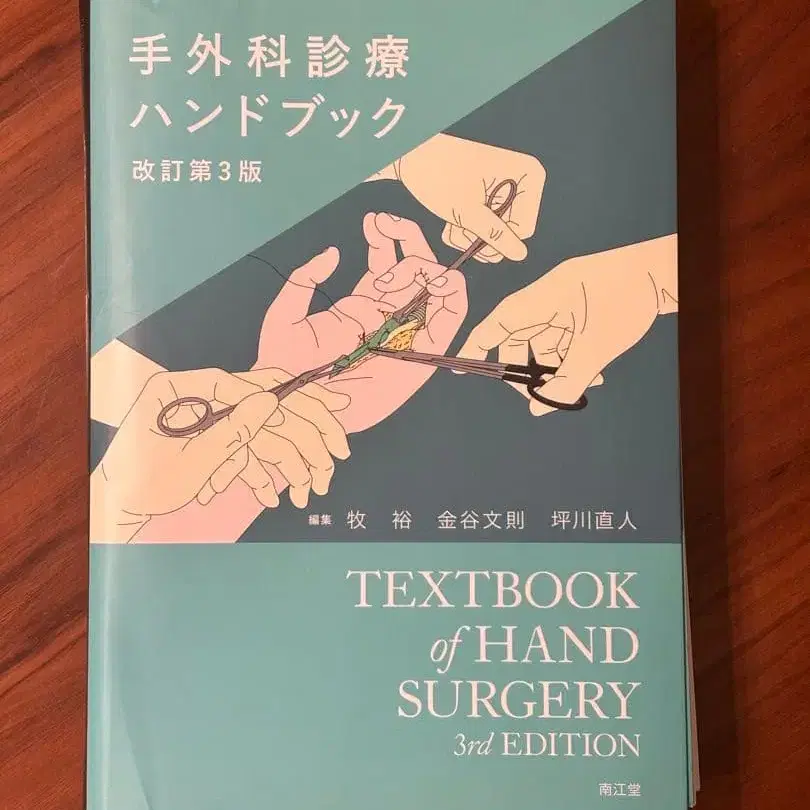 手外科診療
ハンドブック
改訂第3版
編集 牧 裕 金谷文則 坪川直人
TEXTBOOK
of HAND
SURGERY
3rd EDITION
南江堂